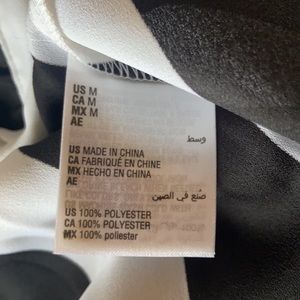 US M
CA M
MX M
AE
وسط
US MADE IN CHINA
CA FABRIQUÉ EN CHINE
MX HECHO EN CHINA
AE
صُنع في الصين
US 100% POLYESTER
CA 100% POLYESTER
MX 100% poliester